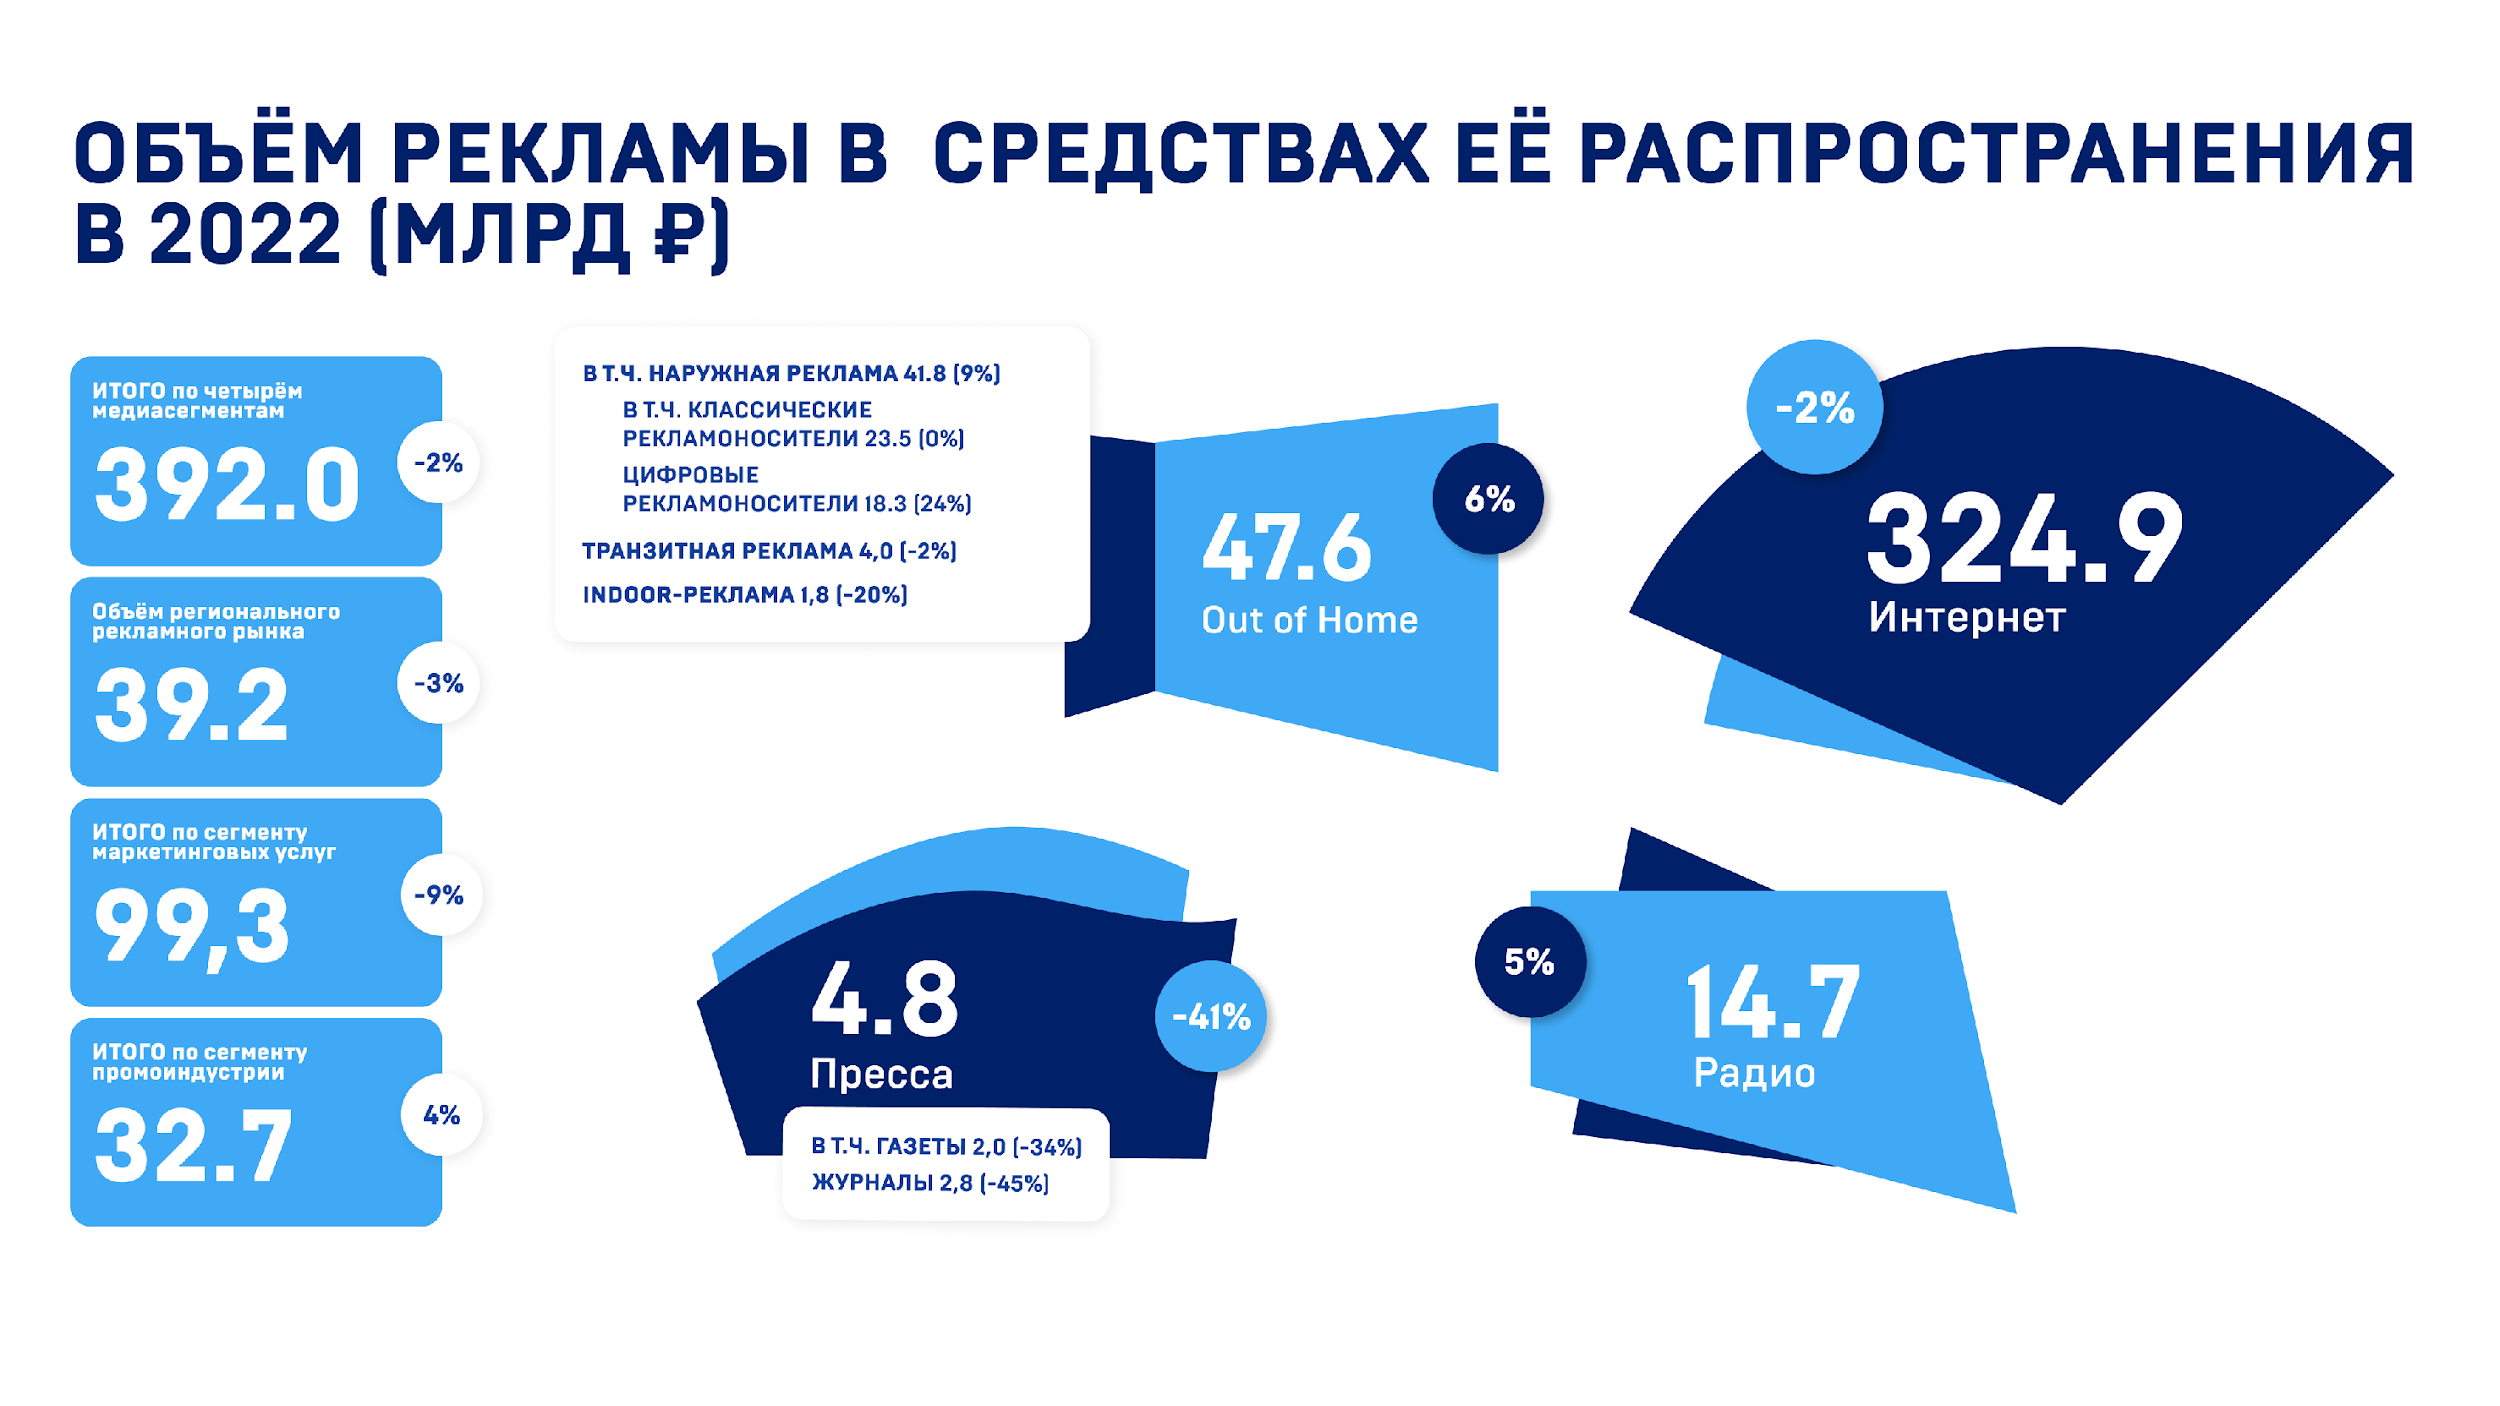 ОБЪЁМ РЕКЛАМЫ В СРЕДСТВАХ ЕЁ РАСПРОСТРАНЕНИЯ
В 2022 (МЛРД ₽)
ИТОГО по четырём
медиасегментам
392.0
-2%
Объём регионального
рекламного рынка
39.2
-3%
ИТОГО по сегменту
маркетинговых услуг
99,3
-9%
ИТОГО по сегменту
промоиндустрии
32.7
4%
В Т.Ч. НАРУЖНАЯ РЕКЛАМА 41.8 (9%)
В Т.Ч. КЛАССИЧЕСКИЕ
РЕКЛАМОНОСИТЕЛИ 23.5 (0%)
ЦИФРОВЫЕ
РЕКЛАМОНОСИТЕЛИ 18.3 (24%)
ТРАНЗИТНАЯ РЕКЛАМА 4,0 (-2%)
INDOOR-РЕКЛАМА 1,8 (-20%)
47.6
Out of Home
6%
-2%
324.9
Интернет
4.8
Пресса
-41%
В Т.Ч. ГАЗЕТЫ 2,0 (-34%)
ЖУРНАЛЫ 2,8 (-45%)
5%
14.7
Радио